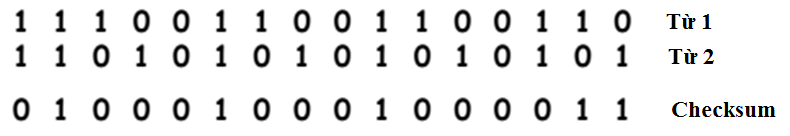 1 1 1 0 0 1 1 0 0 1 1 0 0 1 1 0 Từ 1
1 1 0 1 0 1 0 1 0 1 0 1 0 1 0 1 Từ 2
0 1 0 0 0 1 0 0 0 1 0 0 0 0 1 1 Checksum